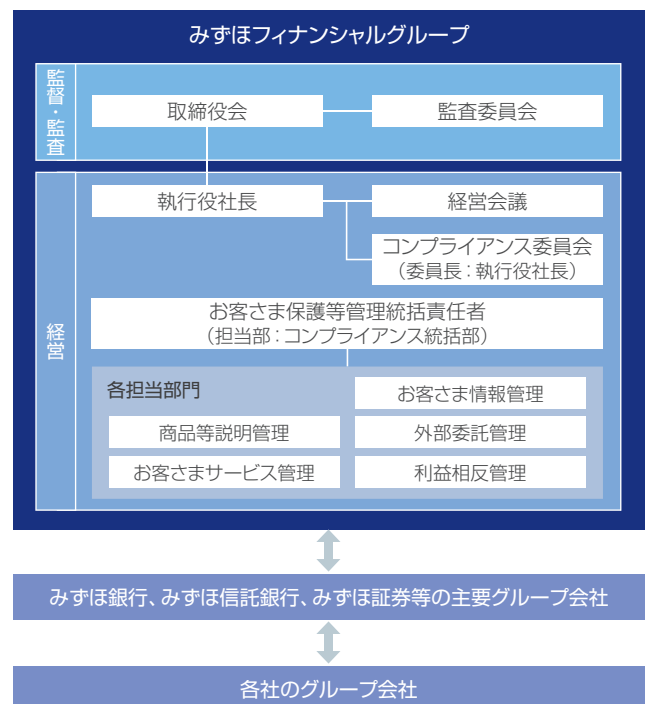 みずほフィナンシャルグループ
監督・監査
取締役会
監査委員会
経営
執行役社長
経営会議
コンプライアンス委員会
（委員長：執行役社長）
お客さま保護等管理統括責任者
（担当部：コンプライアンス統括部）
各担当部門
お客さま情報管理
商品等説明管理
外部委託管理
お客さまサービス管理
利益相反管理
みずほ銀行、みずほ信託銀行、みずほ証券等の主要グループ会社
各社のグループ会社